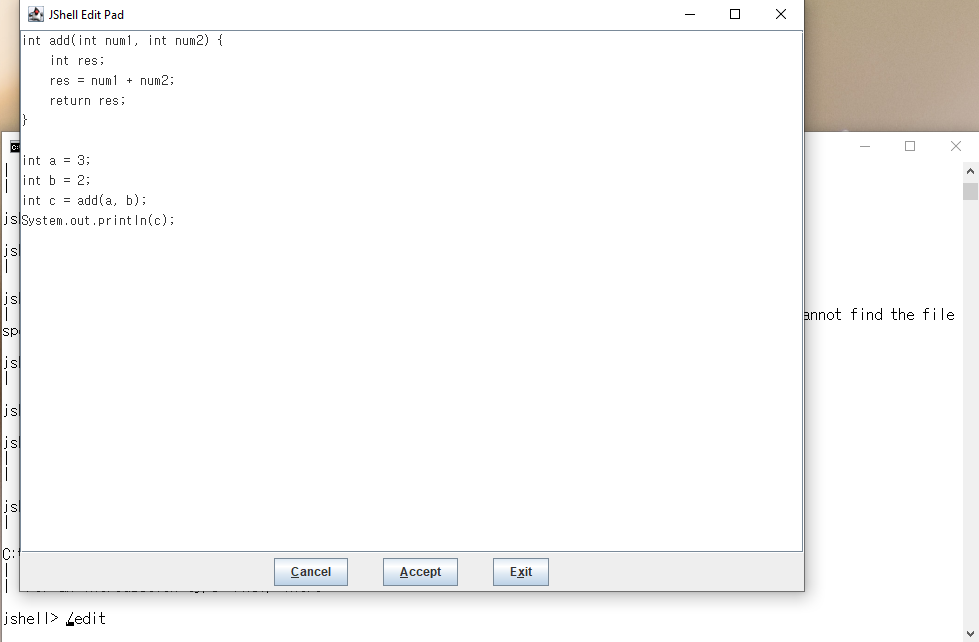 JShell Edit Pad
int add(int num1, int num2) {
    int res;
    res = num1 + num2;
    return res;
}
int a = 3;
int b = 2;
int c = add(a, b);
System.out.println(c);
annot find the file
Cancel
Accept
Exit
jshell> /edit